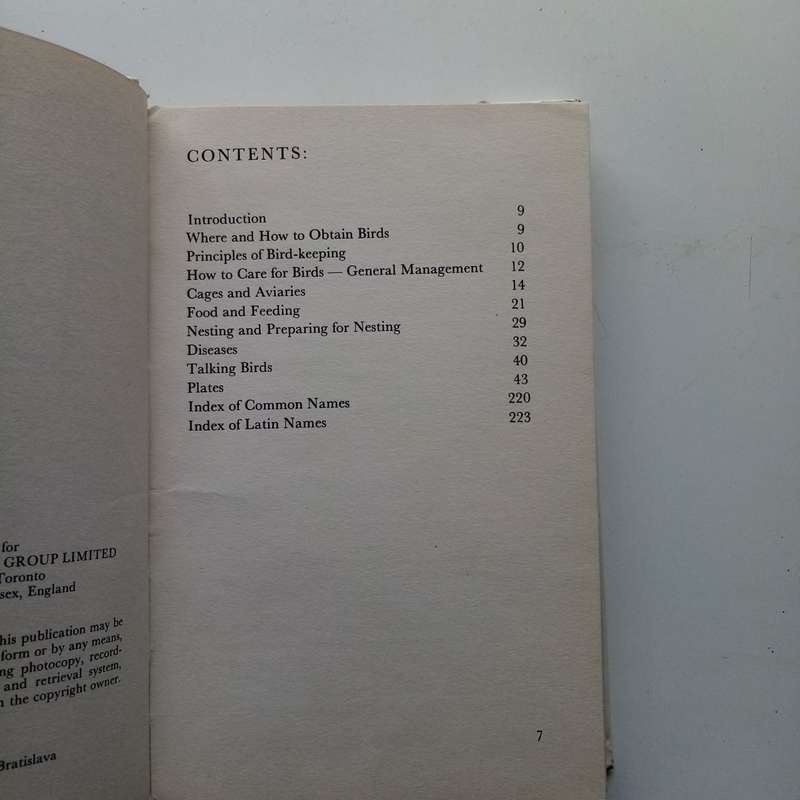 for
GROUP LIMITED
Toronto
sex, England
his publication may be
form or by any means,
ng photocopy, record-
and retrieval system,
the copyright owner.
Bratislava
CONTENTS:
Introduction 9
Where and How to Obtain Birds 9
Principles of Bird-keeping 10
How to Care for Birds — General Management 12
Cages and Aviaries 14
Food and Feeding 21
Nesting and Preparing for Nesting 29
Diseases 32
Talking Birds 40
Plates 43
Index of Common Names 220
Index of Latin Names 223
7